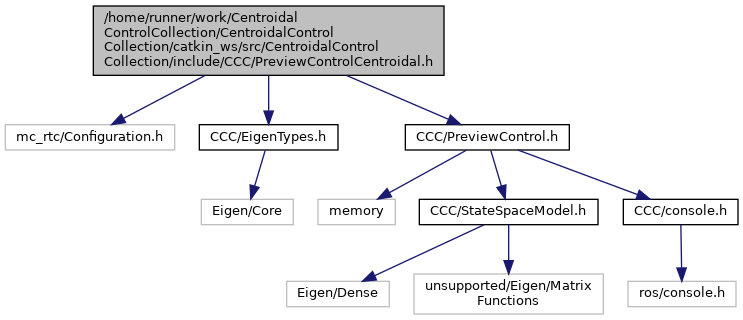 /home/runner/work/Centroidal
ControlCollection/CentroidalControl
Collection/catkin_ws/src/CentroidalControl
Collection/include/CCC/PreviewControlCentroidal.h
mc_rtc/Configuration.h
CCC/EigenTypes.h
CCC/PreviewControl.h
Eigen/Core
memory
CCC/StateSpaceModel.h
CCC/console.h
Eigen/Dense
unsupported/Eigen/Matrix
Functions
ros/console.h